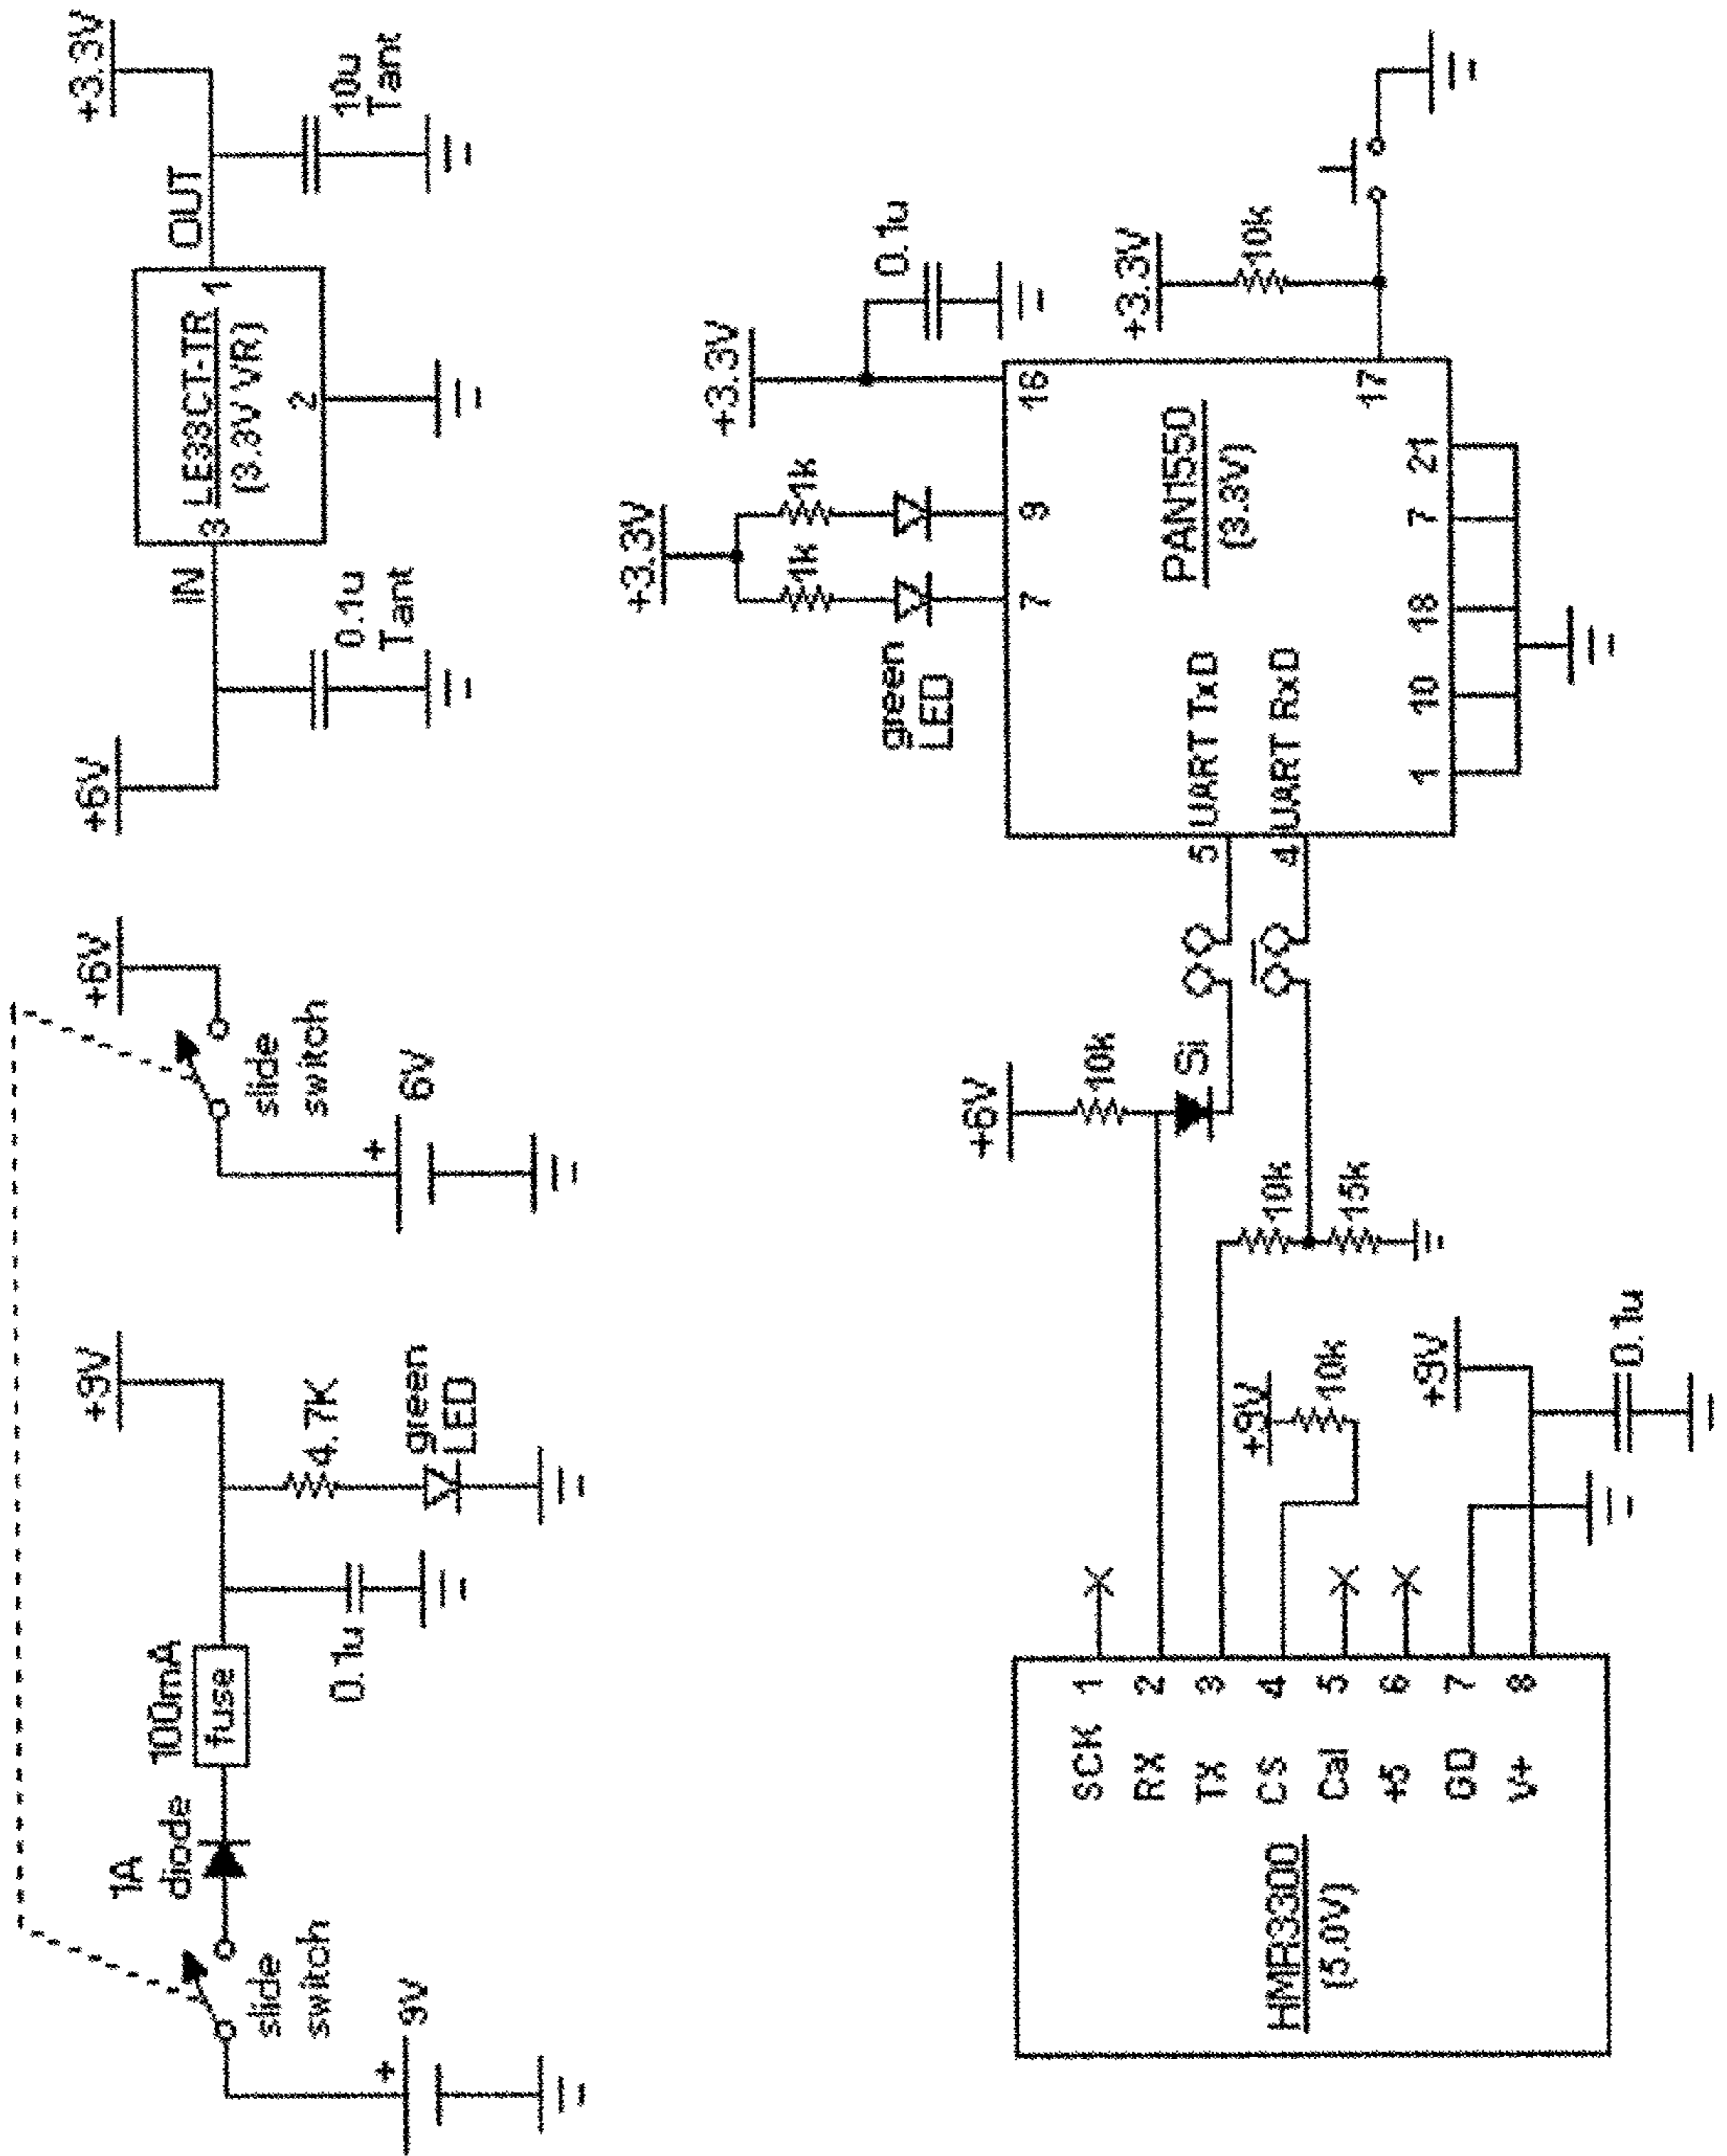 9V
+
slide
switch
1A
diode
100mA
fuse
0.1u
+9V
4.7K
green
LED
6V
+
slide
switch
+6V
+6V
IN
0.1u
Tant
3
LE33CT-TR
(3.3V VR)
1
2
OUT
+3.3V
10u
Tant
HMR3300
(5.0V)
SCK 1
RX 2
TX 3
CS 4
Cal 5
+5 6
GD 7
V+ 8
+9V
10k
+9V
0.1u
10k
15k
+6V
10k
Si
5 UART TxD
4 UART RxD
green
LED
+3.3V
1k
1k
7
9
+3.3V
0.1u
16
PAN1550
(3.3V)
1
10
18
7
21
17
+3.3V
10k